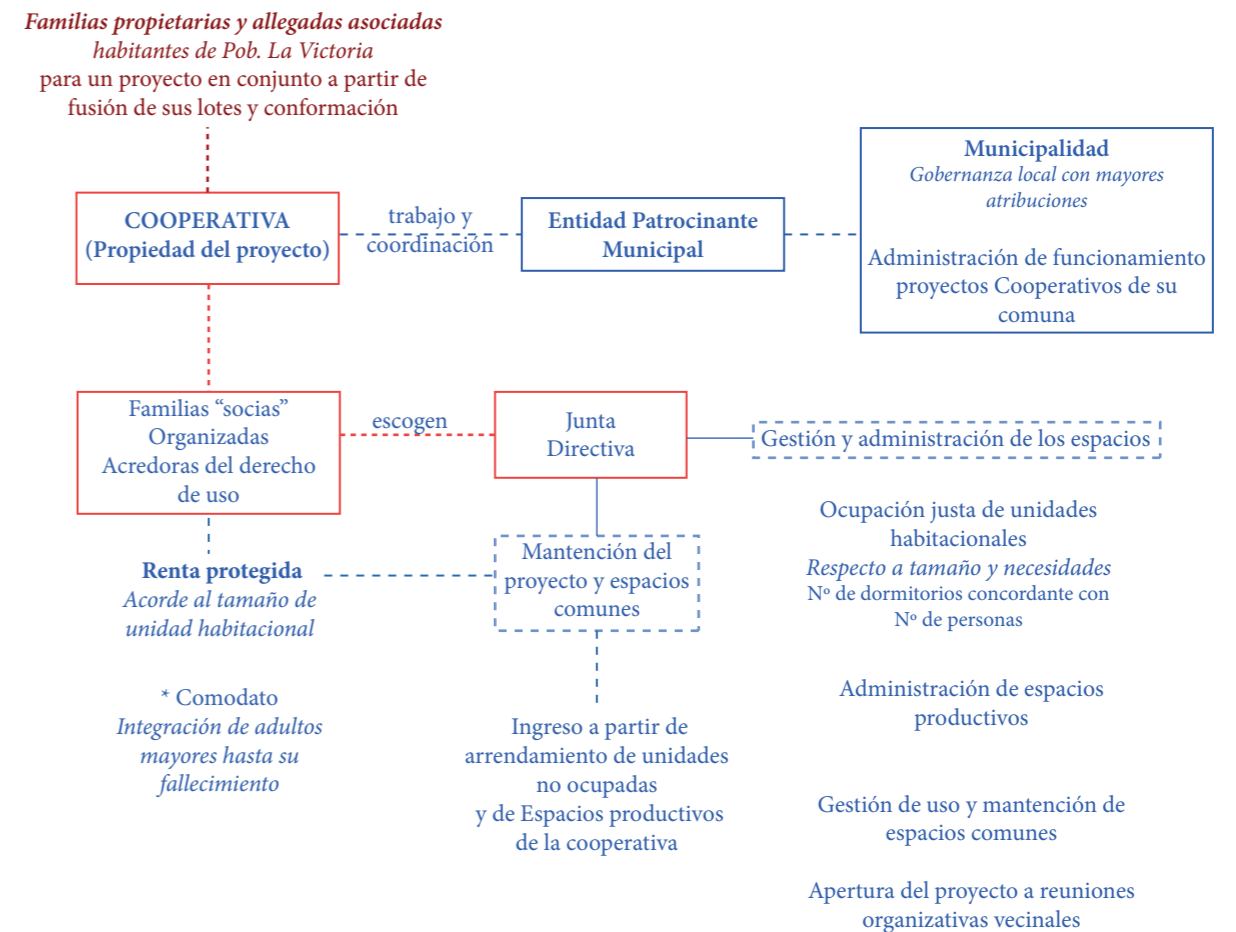 Familias propietarias y allegadas asociadas
habitantes de Pob. La Victoria
para un proyecto en conjunto a partir de
fusión de sus lotes y conformación
COOPERATIVA
(Propiedad del proyecto)
trabajo y
coordinación
Entidad Patrocinante
Municipal
Municipalidad
Gobernanza local con mayores
atribuciones
Administración de funcionamiento
proyectos Cooperativos de su
comuna
Familias “socias”
Organizadas
Acredoras del derecho
de uso
escogen
Junta
Directiva
Gestión y administración de los espacios
Renta protegida
Acorde al tamaño de
unidad habitacional
* Comodato
Integración de adultos
mayores hasta su
fallecimiento
Mantención del
proyecto y espacios
comunes
Ingreso a partir de
arrendamiento de unidades
no ocupadas
y de Espacios productivos
de la cooperativa
Ocupación justa de unidades
habitacionales
Respecto a tamaño y necesidades
Nº de dormitorios concordante con
Nº de personas
Administración de espacios
productivos
Gestión de uso y mantención de
espacios comunes
Apertura del proyecto a reuniones
organizativas vecinales